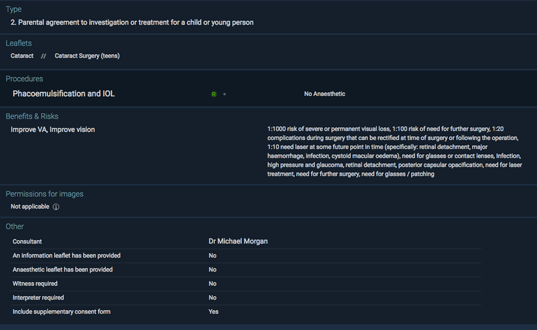 Type
2. Parental agreement to investigation or treatment for a child or young person
Leaflets
Cataract // Cataract Surgery (teens)
Procedures
Phacoemulsification and IOL No Anaesthetic
Benefits & Risks
Improve VA, Improve vision
1:1000 risk of severe or permanent visual loss, 1:100 risk of need for further surgery, 1:20
complications during surgery that can be rectified at time of surgery or following the operation,
1:10 need laser at some future point in time (specifically: retinal detachment, major
haemorrhage, infection, cystoid macular oedema), need for glasses or contact lenses, Infection,
high pressure and glaucoma, retinal detachment, posterior capsular opacification, need for laser
treatment, need for further surgery, need for glasses / patching
Permissions for images
Not applicable
Other
Consultant Dr Michael Morgan
An information leaflet has been provided No
Anaesthetic leaflet has been provided No
Witness required No
Interpreter required No
Include supplementary consent form Yes